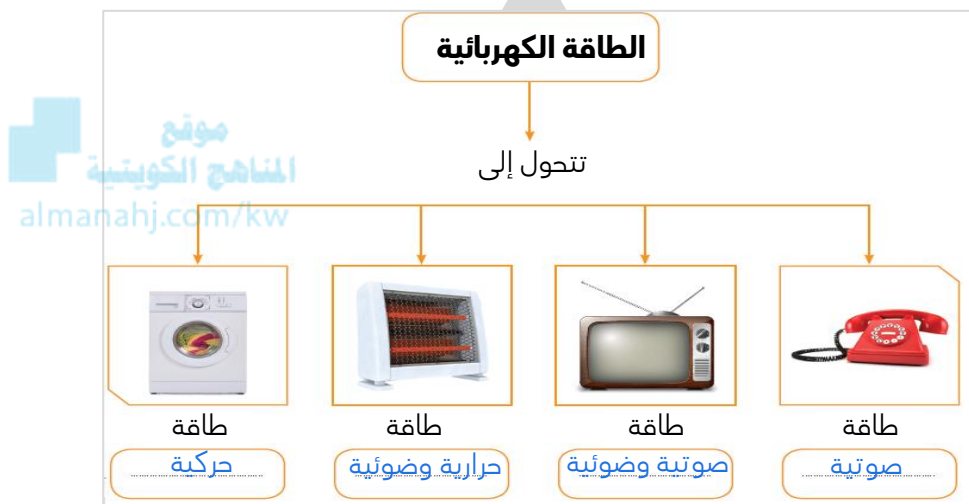 الطاقة الكهربائية
موقع
المناهج الكويتية
almanahj.com/kw
تتحول إلى
طاقة
طاقة
طاقة
طاقة
صوتية
صوتية وضوئية
حرارية وضوئية
حركية